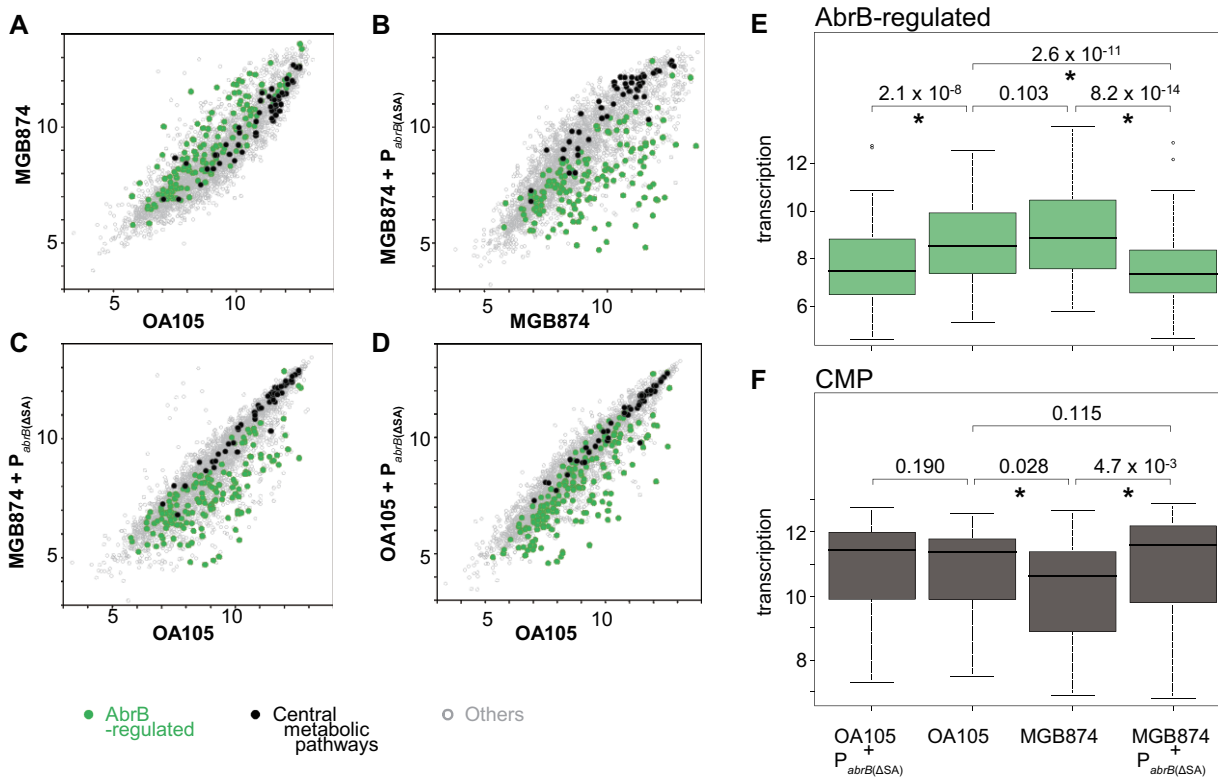 A
MGB874
10
5
5
10
OA105
B
MGB874 + P abrB(ΔSA)
10
5
5
10
MGB874
C
MGB874 + P abrB(ΔSA)
10
5
5
10
OA105
D
OA105 + P abrB(ΔSA)
10
5
5
10
OA105
AbrB
-regulated
Central
metabolic
pathways
Others
E
AbrB-regulated
2.6 x 10-11
*
2.1 x 10-8
0.103
8.2 x 10-14
*
*
transcription
12
10
8
6
F
CMP
0.115
0.190
0.028
4.7 x 10-3
*
*
transcription
12
10
8
OA105
+
P abrB(ΔSA)
OA105
MGB874
MGB874
+
P abrB(ΔSA)